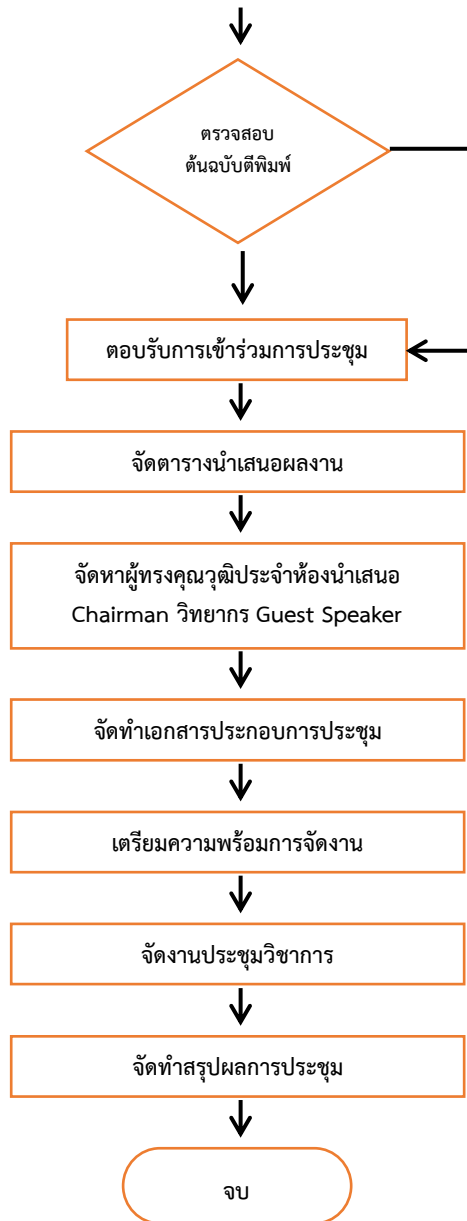 ตรวจสอบ
ต้นฉบับตีพิมพ์
ตอบรับการเข้าร่วมการประชุม
จัดตารางนำเสนอผลงาน
จัดหาผู้ทรงคุณวุฒิประจำห้องนำเสนอ
Chairman วิทยากร Guest Speaker
จัดทำเอกสารประกอบการประชุม
เตรียมความพร้อมการจัดงาน
จัดงานประชุมวิชาการ
จัดทำสรุปผลการประชุม
จบ